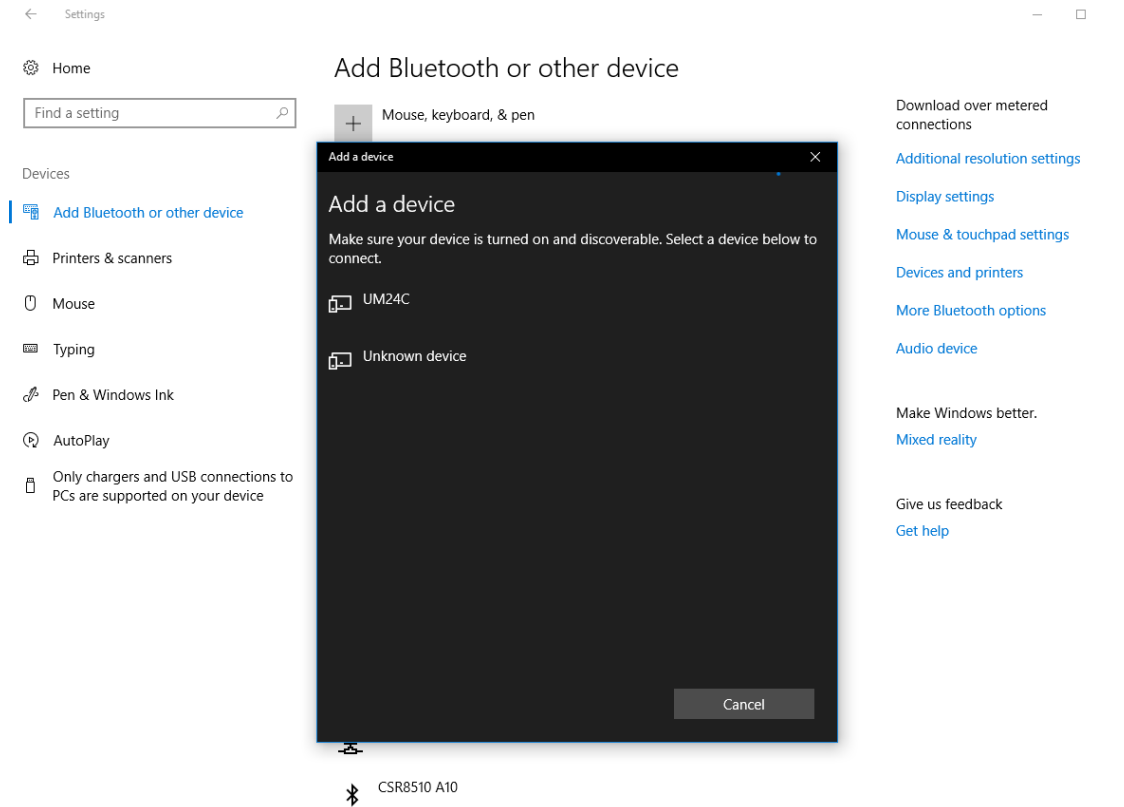 Settings
Home
Find a setting
Devices
Add Bluetooth or other device
Printers & scanners
Mouse
Typing
Pen & Windows Ink
AutoPlay
Only chargers and USB connections to
PCs are supported on your device
Add Bluetooth or other device
Mouse, keyboard, & pen
Add a device
Add a device
Make sure your device is turned on and discoverable. Select a device below to
connect.
UM24C
Unknown device
Cancel
CSR8510 A10
Download over metered
connections
Additional resolution settings
Display settings
Mouse & touchpad settings
Devices and printers
More Bluetooth options
Audio device
Make Windows better.
Mixed reality
Give us feedback
Get help